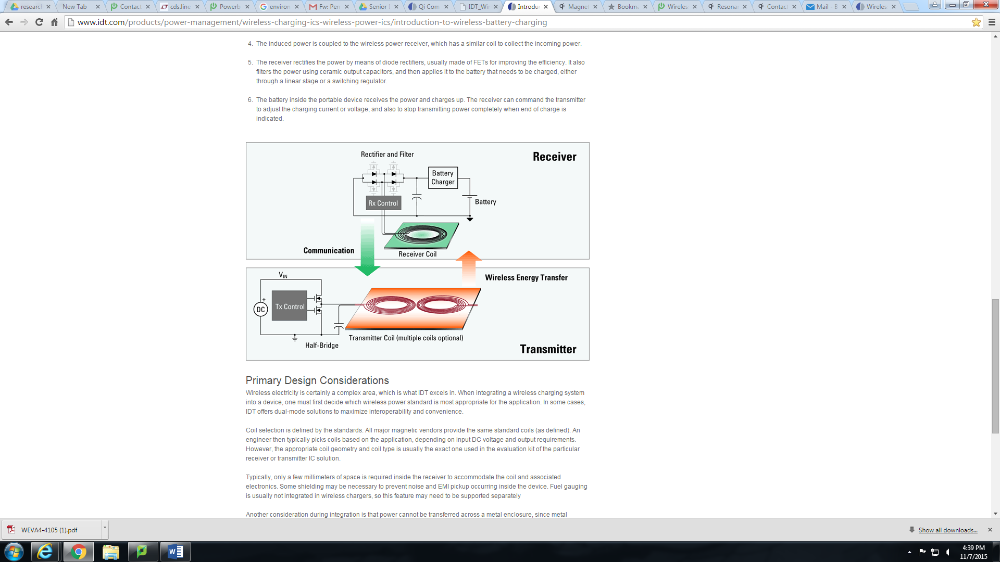 research
New Tab
Contact
cds.line
Powerb
environ
Fw: Perr
Senior
Qi Com
IDT_Wi
Introdu
Magnet
Bookma
Wireles
Resona
Contact
Mail - B
Wireles
www.idt.com/products/power-management/wireless-charging-ics-wireless-power-ics/introduction-to-wireless-battery-charging
4. The induced power is coupled to the wireless power receiver, which has a similar coil to collect the incoming power.
5. The receiver rectifies the power by means of diode rectifiers, usually made of FETs for improving the efficiency. It also
filters the power using ceramic output capacitors, and then applies it to the battery that needs to be charged, either
through a linear stage or a switching regulator.
6. The battery inside the portable device receives the power and charges up. The receiver can command the transmitter
to adjust the charging current or voltage, and also to stop transmitting power completely when end of charge is
indicated.
Rectifier and Filter
Receiver
Battery
Charger
Rx Control
Battery
Communication
Receiver Coil
VIN
Wireless Energy Transfer
+
DC
Tx Control
Transmitter Coil (multiple coils optional)
Half-Bridge
Transmitter
Primary Design Considerations
Wireless electricity is certainly a complex area, which is what IDT excels in. When integrating a wireless charging system
into a device, one must first decide which wireless power standard is most appropriate for the application. In some cases,
IDT offers dual-mode solutions to maximize interoperability and convenience.
Coil selection is defined by the standards. All major magnetic vendors provide the same standard coils (as defined). An
engineer then typically picks coils based on the application, depending on input DC voltage and output requirements.
However, the appropriate coil geometry and coil type is usually the exact one used in the evaluation kit of the particular
receiver or transmitter IC solution.
Typically, only a few millimeters of space is required inside the receiver to accommodate the coil and associated
electronics. Some shielding may be necessary to prevent noise and EMI pickup occurring inside the device. Fuel gauging
is usually not integrated in wireless chargers, so this feature may need to be supported separately
Another consideration during integration is that power cannot be transferred across a metal enclosure, since metal
WEVA4-4105 (1).pdf
Show all downloads...
4:39 PM
11/7/2015